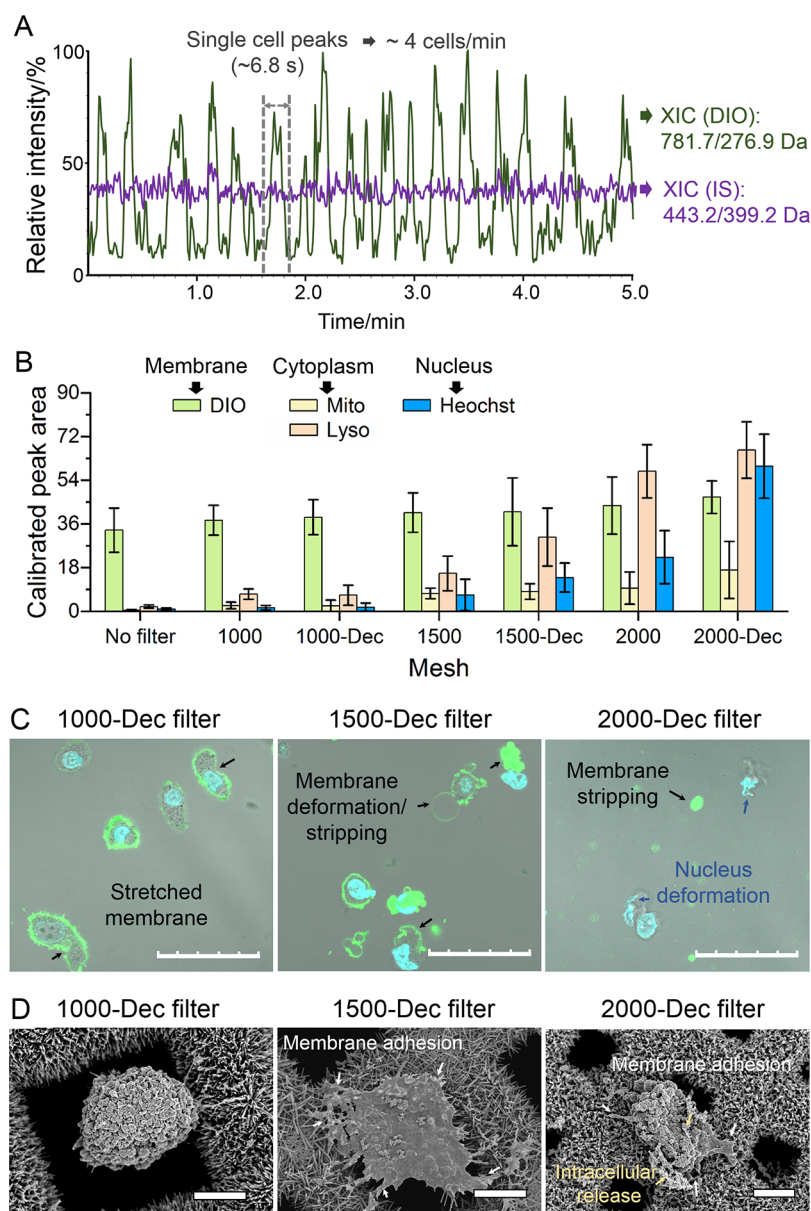 A
Single cell peaks → ~ 4 cells/min
(~6.8 s)
Relative intensity/%
100
50
0
1.0
2.0
3.0
4.0
5.0
Time/min
XIC (DIO):
781.7/276.9 Da
XIC (IS):
443.2/399.2 Da
B
Membrane
Cytoplasm
Nucleus
DIO
Mito
Heochst
Lyso
Calibrated peak area
90
72
54
36
18
0
No filter
1000
1000-Dec
1500
1500-Dec
2000
2000-Dec
Mesh
C
1000-Dec filter
1500-Dec filter
2000-Dec filter
Stretched
membrane
Membrane
deformation/
stripping
Membrane
stripping
Nucleus
deformation
D
1000-Dec filter
1500-Dec filter
2000-Dec filter
Membrane adhesion
Membrane adhesion
Intracellular
release